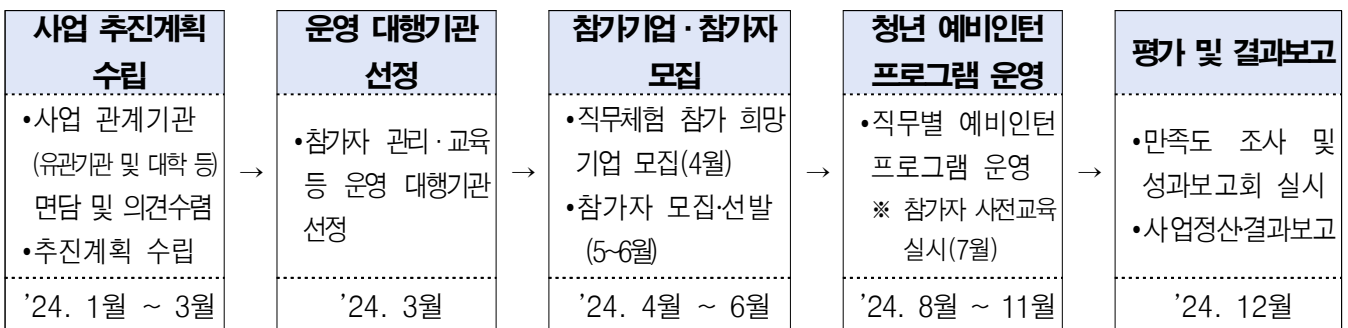 사업 추진계획
수립
•사업 관계기관
(유관기관 및 대학 등)
면담 및 의견수렴
•추진계획 수립
'24. 1월 ~ 3월
→
운영 대행기관
선정
•참가자 관리·교육
등 운영 대행기관
선정
'24. 3월
→
참가기업·참가자
모집
•직무체험 참가 희망
기업 모집(4월)
•참가자 모집·선발
(5~6월)
'24. 4월 ~ 6월
→
청년 예비인턴
프로그램 운영
•직무별 예비인턴
프로그램 운영
※ 참가자 사전교육
실시(7월)
'24. 8월 ~ 11월
→
평가 및 결과보고
•만족도 조사 및
성과보고회 실시
•사업정산·결과보고
'24. 12월